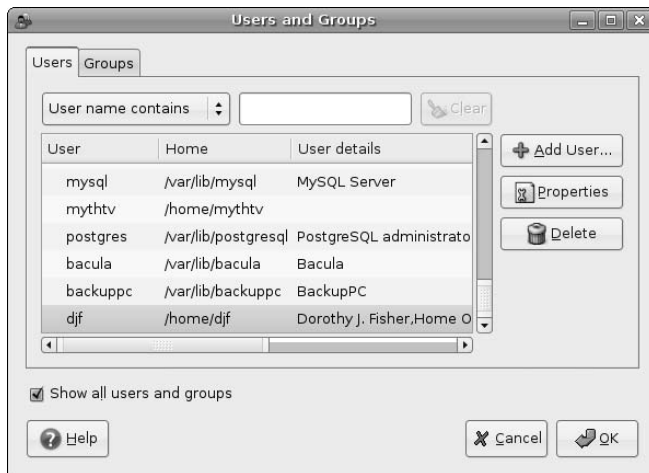 Users and Groups
Users Groups
User name contains Clear
User Home User details
mysql /var/lib/mysql MySQL Server
mythtv /home/mythtv
postgres /var/lib/postgresql PostgreSQL administrato
bacula /var/lib/bacula Bacula
backuppc /var/lib/backuppc BackupPC
djf /home/djf Dorothy J. Fisher,Home O
Add User...
Properties
Delete
Show all users and groups
Help Cancel OK